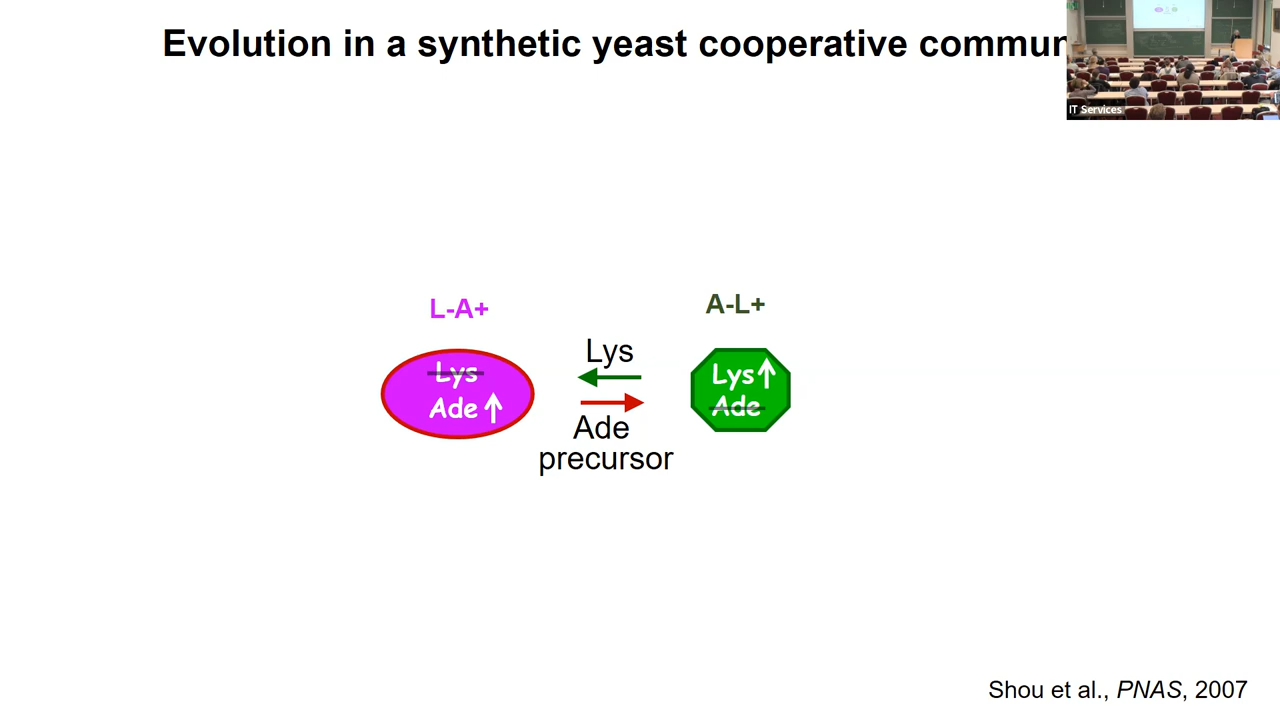 Evolution in a synthetic yeast cooperative commun
IT Services
L-A+
A-L+
Lys
Lys
Ade
Lys
Ade
Ade
precursor
Shou et al., PNAS, 2007